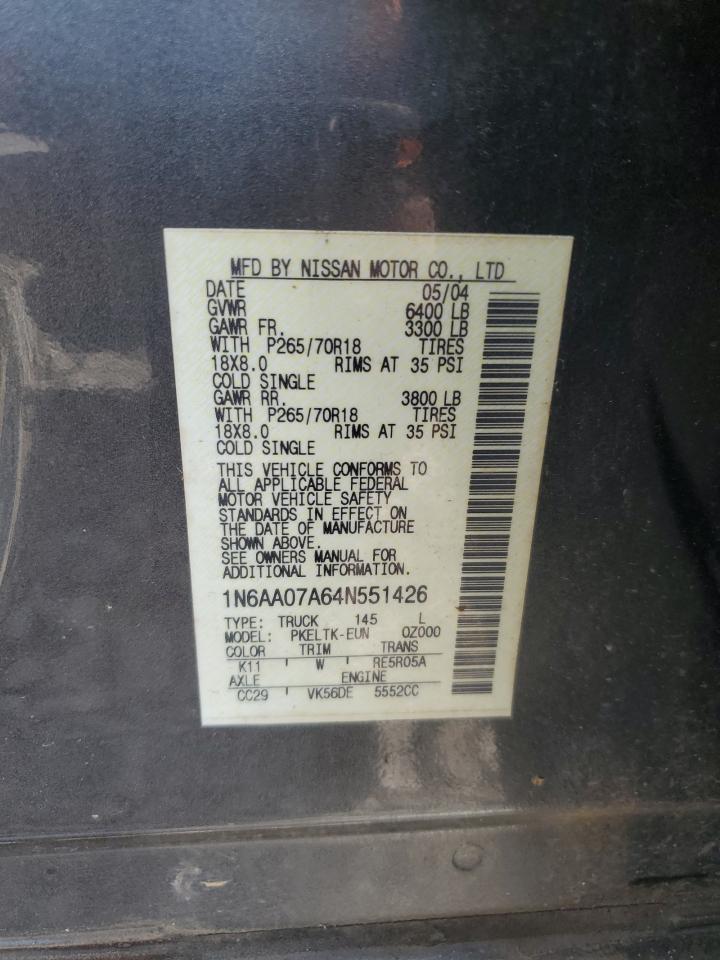 MFD BY NISSAN MOTOR CO., LTD
DATE 05/04
GVWR 6400 LB
GAWR FR. 3300 LB
WITH P265/70R18 TIRES
18X8.0 RIMS AT 35 PSI
COLD SINGLE
GAWR RR. 3800 LB
WITH P265/70R18 TIRES
18X8.0 RIMS AT 35 PSI
COLD SINGLE
THIS VEHICLE CONFORMS TO
ALL APPLICABLE FEDERAL
MOTOR VEHICLE SAFETY
STANDARDS IN EFFECT ON
THE DATE OF MANUFACTURE
SHOWN ABOVE.
SEE OWNERS MANUAL FOR
ADDITIONAL INFORMATION.
1N6AA07A64N551426
TYPE: TRUCK 145 L
MODEL: PKELTK-EUN QZ000
COLOR TRIM TRANS
K11 W RE5R05A
AXLE ENGINE
CC29 VK56DE 5552CC